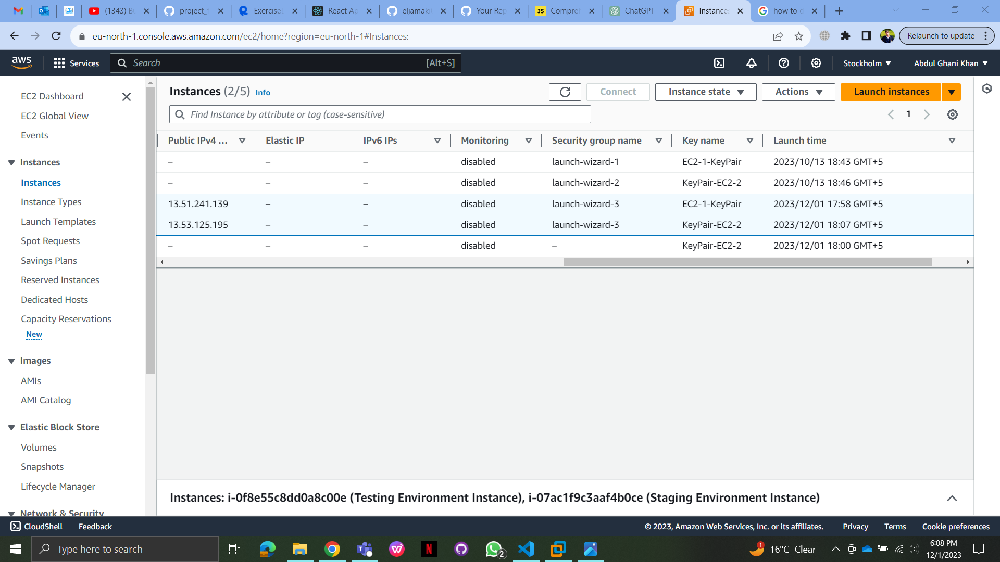 (1343) Bu
project_f
ExerciseI
React Ap
eljamakit
Your Rep
JS Compreh
ChatGPT
Instances
how to d
eu-north-1.console.aws.amazon.com/ec2/home?region=eu-north-1#Instances:
Relaunch to update
aws
Services
Search
[Alt+S]
Stockholm
Abdul Ghani Khan
EC2 Dashboard
EC2 Global View
Events
Instances
Instances
Instance Types
Launch Templates
Spot Requests
Savings Plans
Reserved Instances
Dedicated Hosts
Capacity Reservations
New
Images
AMIs
AMI Catalog
Elastic Block Store
Volumes
Snapshots
Lifecycle Manager
Network & Security
Instances (2/5) Info
Connect
Instance state
Actions
Launch instances
Find Instance by attribute or tag (case-sensitive)
1
Public IPv4 ... Elastic IP IPv6 IPs Monitoring Security group name Key name Launch time
– – – disabled launch-wizard-1 EC2-1-KeyPair 2023/10/13 18:43 GMT+5
– – – disabled launch-wizard-2 KeyPair-EC2-2 2023/10/13 18:46 GMT+5
13.51.241.139 – – disabled launch-wizard-3 EC2-1-KeyPair 2023/12/01 17:58 GMT+5
13.53.125.195 – – disabled launch-wizard-3 KeyPair-EC2-2 2023/12/01 18:07 GMT+5
– – – disabled – KeyPair-EC2-2 2023/12/01 18:00 GMT+5
Instances: i-0f8e55c8dd0a8c00e (Testing Environment Instance), i-07ac1f9c3aaf4b0ce (Staging Environment Instance)
CloudShell
Feedback
© 2023, Amazon Web Services, Inc. or its affiliates.
Privacy
Terms
Cookie preferences
Type here to search
2
1
16°C Clear
6:08 PM
12/1/2023